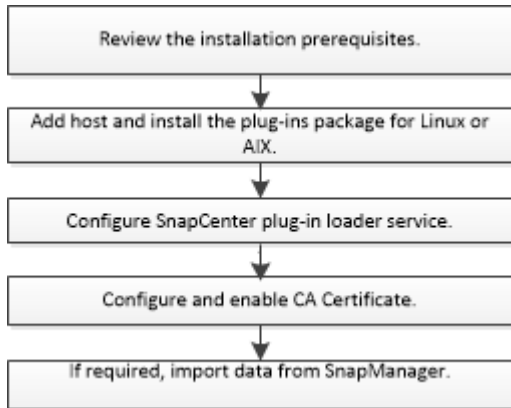 Review the installation prerequisites.
Add host and install the plug-ins package for Linux or
AIX.
Configure SnapCenter plug-in loader service.
Configure and enable CA Certificate.
If required, import data from SnapManager.